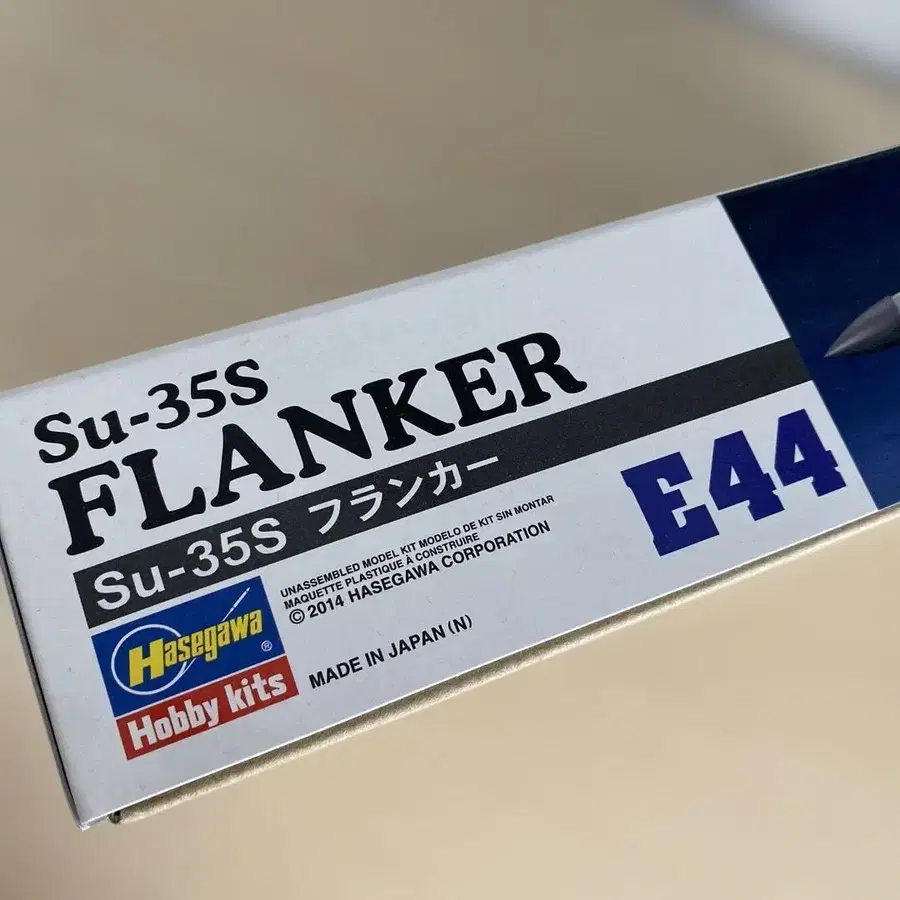 Su-35S
FLANKER
Su-35S フランカー
E44
UNASSEMBLED MODEL KIT MODELO DE KIT SIN MONTAR
MAQUETTE PLASTIQUE À CONSTRUIRE
© 2014 HASEGAWA CORPORATION
MADE IN JAPAN (N)
Hasegawa®
Hobby kits